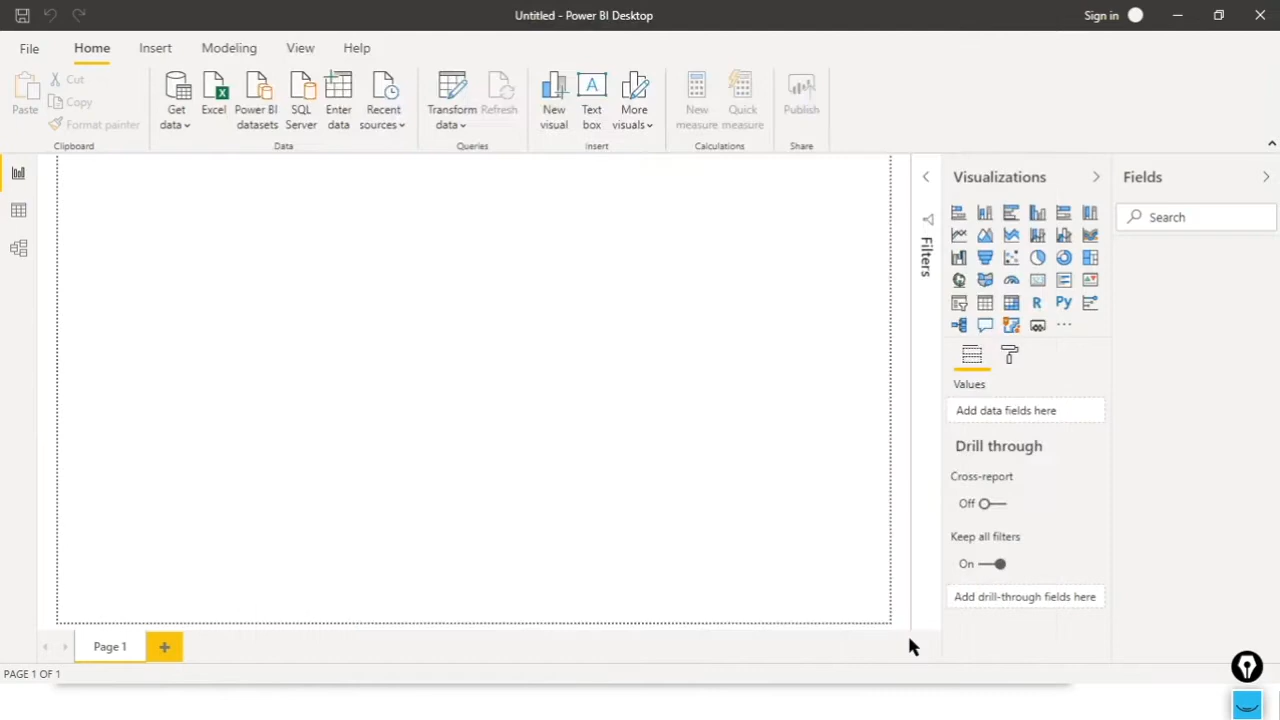 Untitled - Power BI Desktop
Sign in
File
Home
Insert
Modeling
View
Help
Paste
Cut
Copy
Format painter
Clipboard
Get data
Excel
Power BI datasets
SQL Server
Enter data
Recent sources
Data
Transform data
Refresh
Queries
New visual
Text box
More visuals
Insert
New measure
Quick measure
Calculations
Publish
Share
Filters
Visualizations
R
Py
Values
Add data fields here
Drill through
Cross-report
Off
Keep all filters
On
Add drill-through fields here
Fields
Search
Page 1
PAGE 1 OF 1